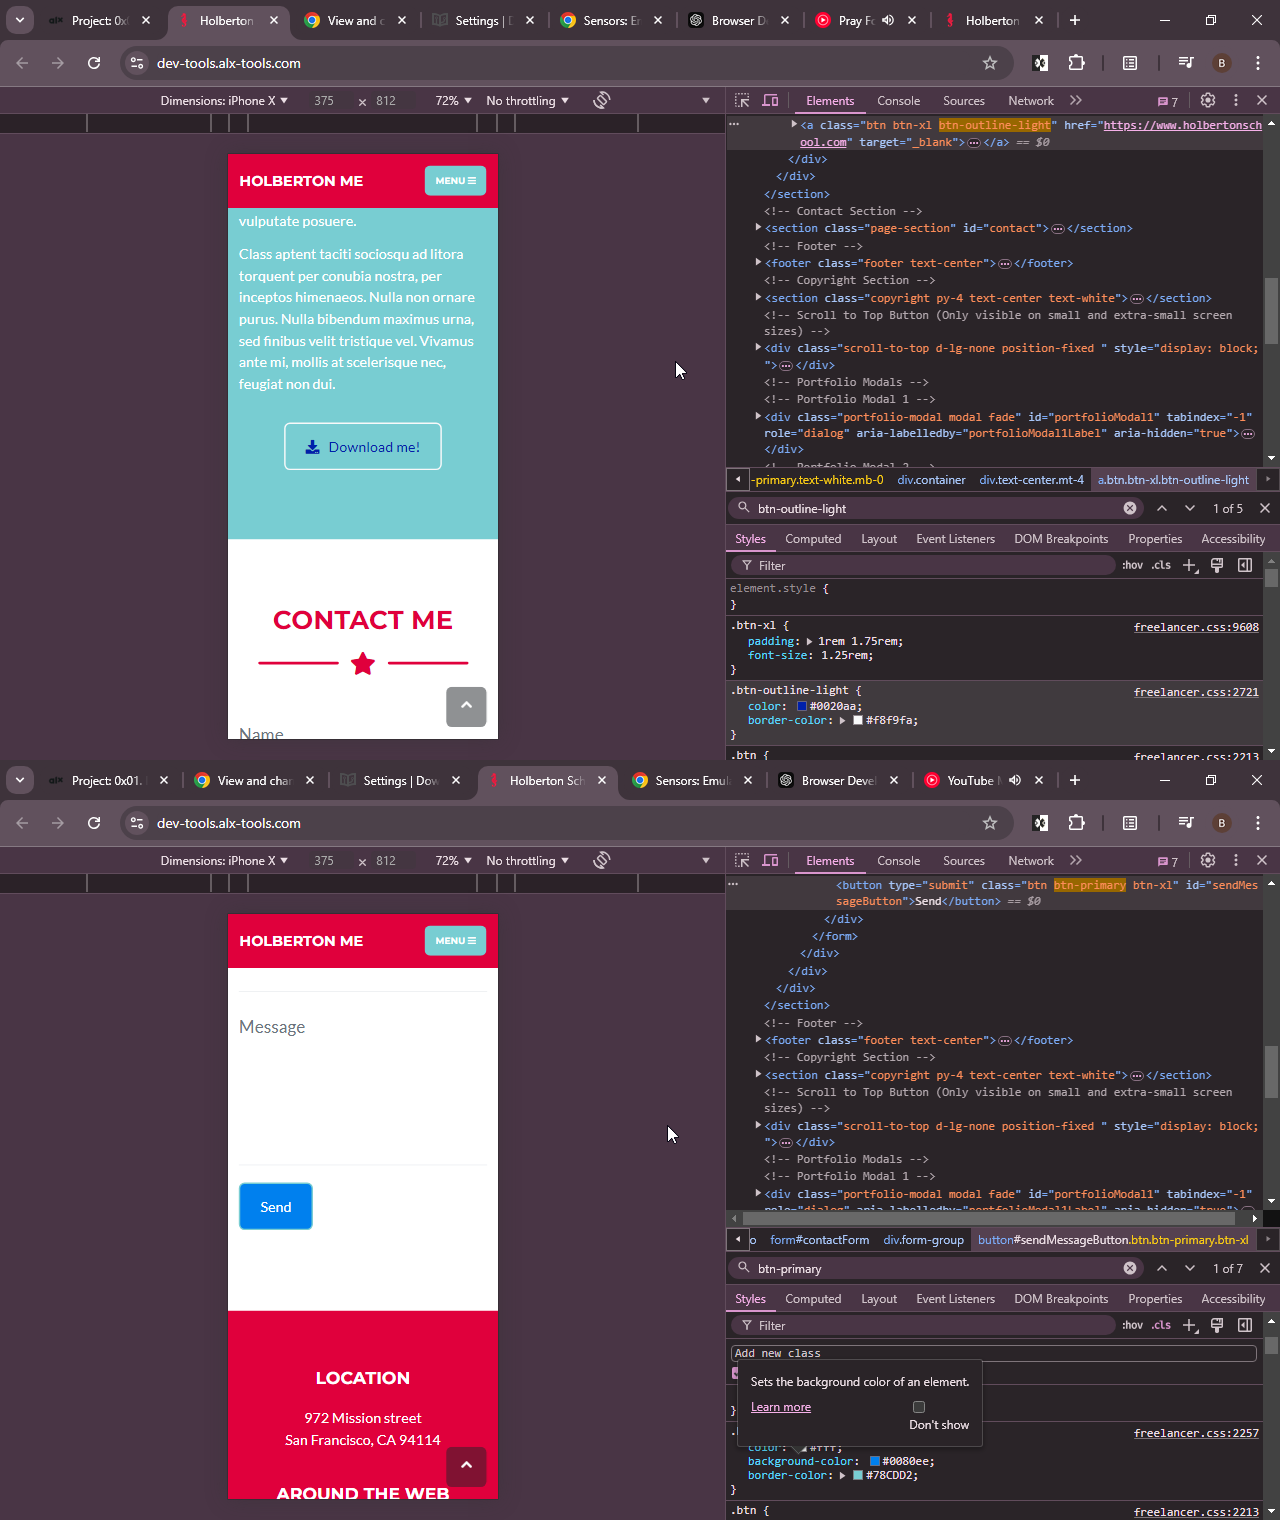 Project: 0x
Holberton
View and c
Settings | D
Sensors: E
Browser D
Pray Fo
Holberton
dev-tools.alx-tools.com
B
Dimensions: iPhone X ▼ 375 x 812 72% ▼ No throttling ▼
Elements Console Sources Network 7
HOLBERTON ME
MENU
vulputate posuere.
Class aptent taciti sociosqu ad litora
torquent per conubia nostra, per
inceptos himenaeos. Nulla non ornare
purus. Nulla bibendum maximus urna,
sed finibus velit tristique vel. Vivamus
ante mi, mollis at scelerisque nec,
feugiat non dui.
Download me!
CONTACT ME
Name
<a class="btn btn-xl btn-outline-light" href="https://www.holbertonsch
ool.com" target="_blank">…</a> == $0
</div>
</div>
</section>
<!-- Contact Section -->
<section class="page-section" id="contact">…</section>
<!-- Footer -->
<footer class="footer text-center">…</footer>
<!-- Copyright Section -->
<section class="copyright py-4 text-center text-white">…</section>
<!-- Scroll to Top Button (Only visible on small and extra-small screen
sizes) -->
<div class="scroll-to-top d-lg-none position-fixed " style="display: block;
">…</div>
<!-- Portfolio Modals -->
<!-- Portfolio Modal 1 -->
<div class="portfolio-modal modal fade" id="portfolioModal1" tabindex="-1"
role="dialog" aria-labelledby="portfolioModal1Label" aria-hidden="true">…
</div>
<!-- Portfolio Modal 2 -->
-primary.text-white.mb-0 div.container div.text-center.mt-4 a.btn.btn-xl.btn-outline-light
btn-outline-light 1 of 5
Styles Computed Layout Event Listeners DOM Breakpoints Properties Accessibility
Filter :hov .cls
element.style {
}
.btn-xl { freelancer.css:9608
padding: 1rem 1.75rem;
font-size: 1.25rem;
}
.btn-outline-light { freelancer.css:2721
color: #0020aa;
border-color: #f8f9fa;
}
.btn { freelancer.css:2213
Project: 0x01.
View and char
Settings | Dow
Holberton Sch
Sensors: Emula
Browser Devel
YouTube M
dev-tools.alx-tools.com
B
Dimensions: iPhone X ▼ 375 x 812 72% ▼ No throttling ▼
Elements Console Sources Network 7
HOLBERTON ME
MENU
Message
Send
LOCATION
972 Mission street
San Francisco, CA 94114
AROUND THE WEB
<button type="submit" class="btn btn-primary btn-xl" id="sendMes
sageButton">Send</button> == $0
</div>
</form>
</div>
</div>
</div>
</section>
<!-- Footer -->
<footer class="footer text-center">…</footer>
<!-- Copyright Section -->
<section class="copyright py-4 text-center text-white">…</section>
<!-- Scroll to Top Button (Only visible on small and extra-small screen
sizes) -->
<div class="scroll-to-top d-lg-none position-fixed " style="display: block;
">…</div>
<!-- Portfolio Modals -->
<!-- Portfolio Modal 1 -->
<div class="portfolio-modal modal fade" id="portfolioModal1" tabindex="-1"
role="dialog" aria-labelledby="portfolioModal1Label" aria-hidden="true">…
o form#contactForm div.form-group button#sendMessageButton.btn.btn-primary.btn-xl
btn-primary 1 of 7
Styles Computed Layout Event Listeners DOM Breakpoints Properties Accessibility
Filter :hov .cls
Add new class
Sets the background color of an element.
Learn more
Don't show
}
freelancer.css:2257
color: #fff;
background-color: #0080ee;
border-color: #78CDD2;
}
.btn { freelancer.css:2213